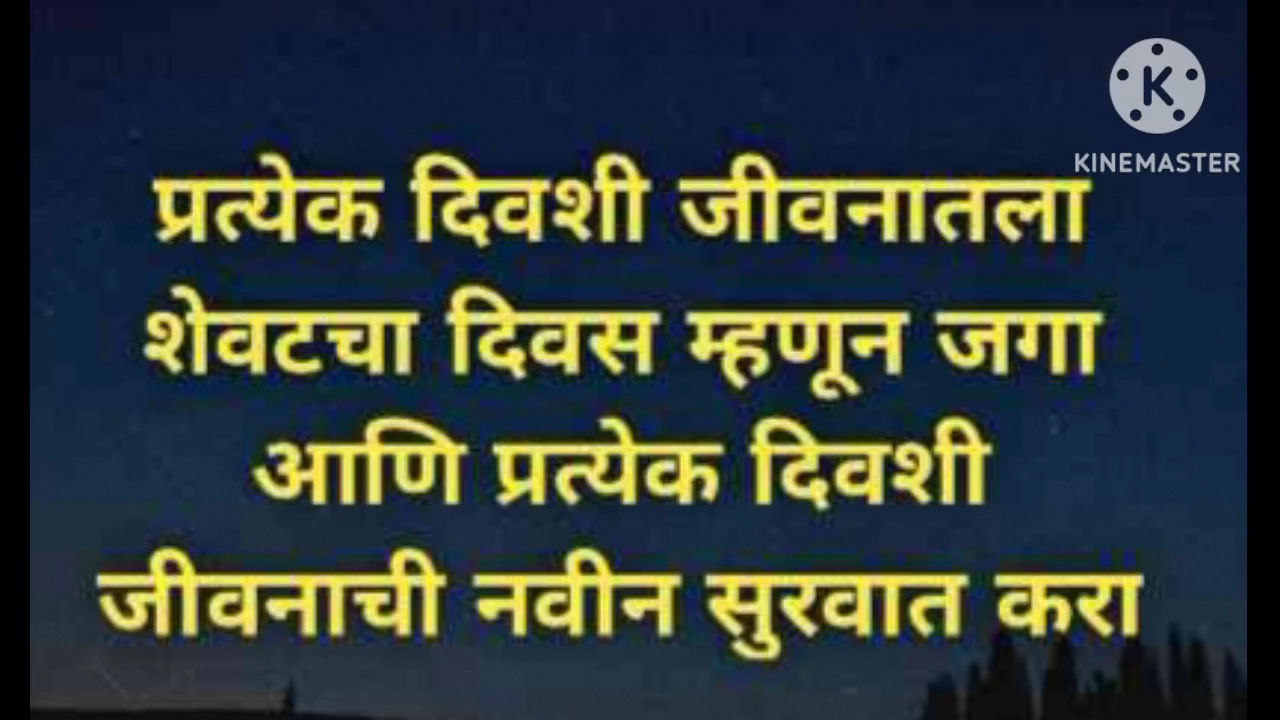 K
KINEMASTER
प्रत्येक दिवशी जीवनातला
शेवटचा दिवस म्हणून जगा
आणि प्रत्येक दिवशी
जीवनाची नवीन सुरवात करा